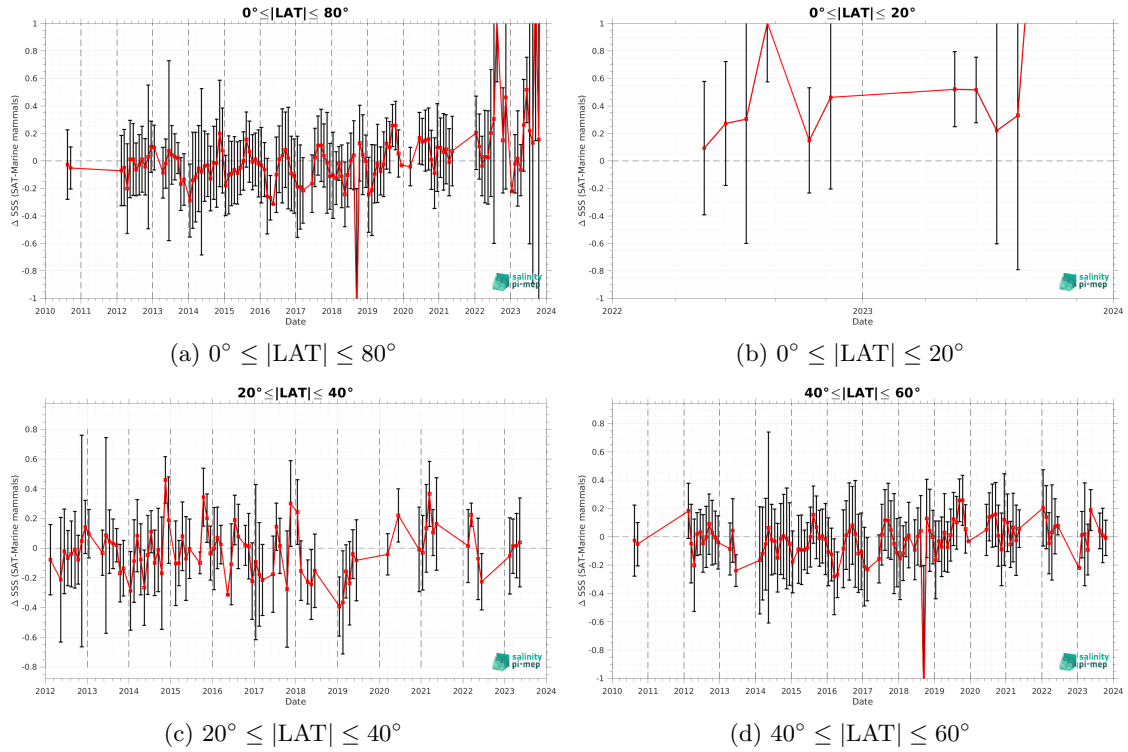 0°≤|LAT|≤ 80°
Δ SSS (SAT-Marine mammals)
1
0.8
0.6
0.4
0.2
0
-0.2
-0.4
-0.6
-0.8
-1
2010 2011 2012 2013 2014 2015 2016 2017 2018 2019 2020 2021 2022 2023 2024
Date
salinity
pi-mep
(a) 0° ≤ |LAT| ≤ 80°
0°≤|LAT|≤ 20°
Δ SSS (SAT-Marine mammals)
1
0.8
0.6
0.4
0.2
0
-0.2
-0.4
-0.6
-0.8
-1
2022 2023 2024
Date
salinity
pi-mep
(b) 0° ≤ |LAT| ≤ 20°
20°≤|LAT|≤ 40°
Δ SSS (SAT-Marine mammals)
0.8
0.6
0.4
0.2
0
-0.2
-0.4
-0.6
-0.8
2012 2013 2014 2015 2016 2017 2018 2019 2020 2021 2022 2023 2024
Date
salinity
pi-mep
(c) 20° ≤ |LAT| ≤ 40°
40°≤|LAT|≤ 60°
Δ SSS (SAT-Marine mammals)
0.8
0.6
0.4
0.2
0
-0.2
-0.4
-0.6
-0.8
-1
2010 2011 2012 2013 2014 2015 2016 2017 2018 2019 2020 2021 2022 2023 2024
Date
salinity
pi-mep
(d) 40° ≤ |LAT| ≤ 60°